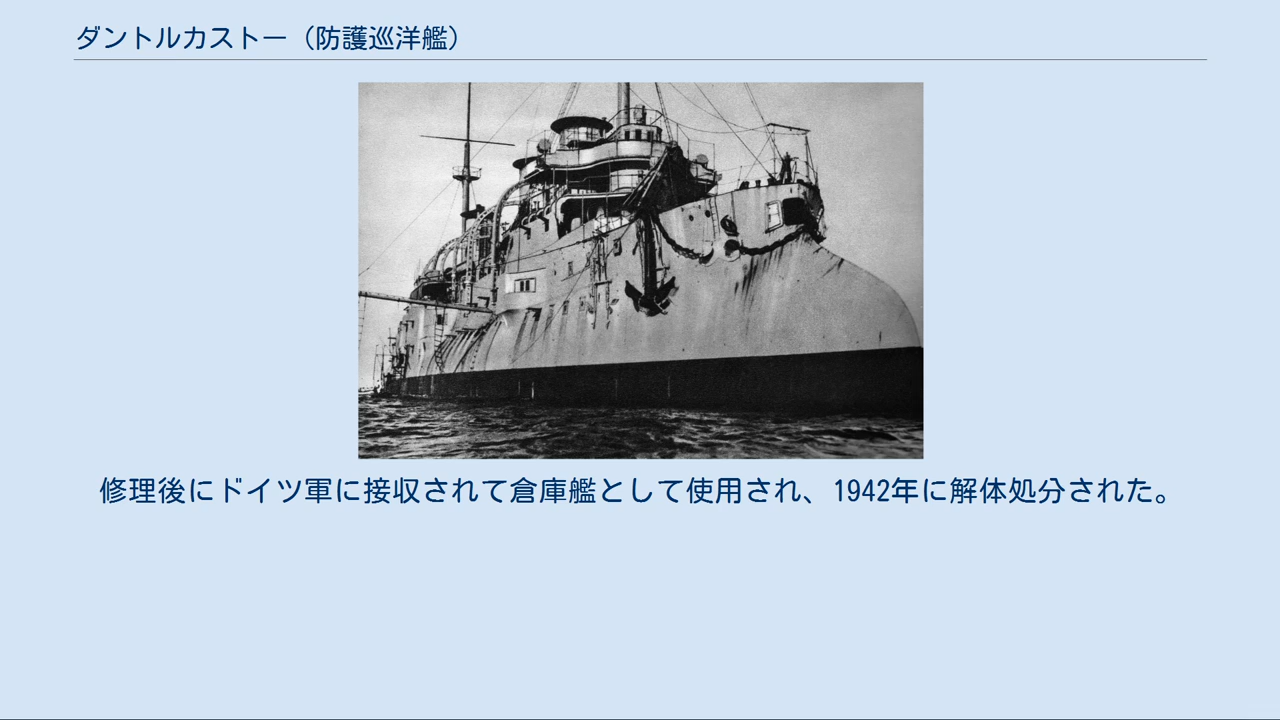 ダントルカストー（防護巡洋艦）
修理後にドイツ軍に接収されて倉庫艦として使用され、1942年に解体処分された。